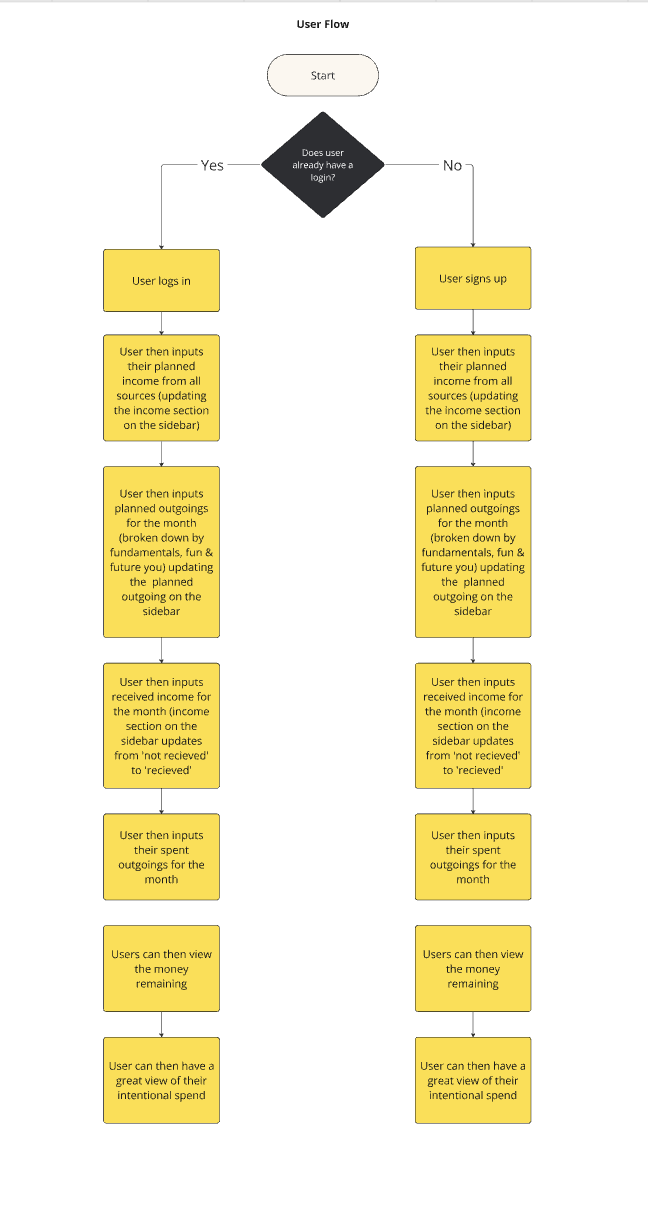 User Flow
Start
Does user
already have a
login?
Yes
No
User logs in
User then inputs
their planned
income from all
sources (updating
the income section
on the sidebar)
User then inputs
planned outgoings
for the month
(broken down by
fundamentals, fun &
future you) updating
the  planned
outgoing on the
sidebar
User then inputs
received income for
the month (income
section on the
sidebar updates
from 'not recieved'
to 'recieved'
User then inputs
their spent
outgoings for the
month
Users can then view
the money
remaining
User can then have a
great view of their
intentional spend
User signs up
User then inputs
their planned
income from all
sources (updating
the income section
on the sidebar)
User then inputs
planned outgoings
for the month
(broken down by
fundamentals, fun &
future you) updating
the  planned
outgoing on the
sidebar
User then inputs
received income for
the month (income
section on the
sidebar updates
from 'not recieved'
to 'recieved'
User then inputs
their spent
outgoings for the
month
Users can then view
the money
remaining
User can then have a
great view of their
intentional spend